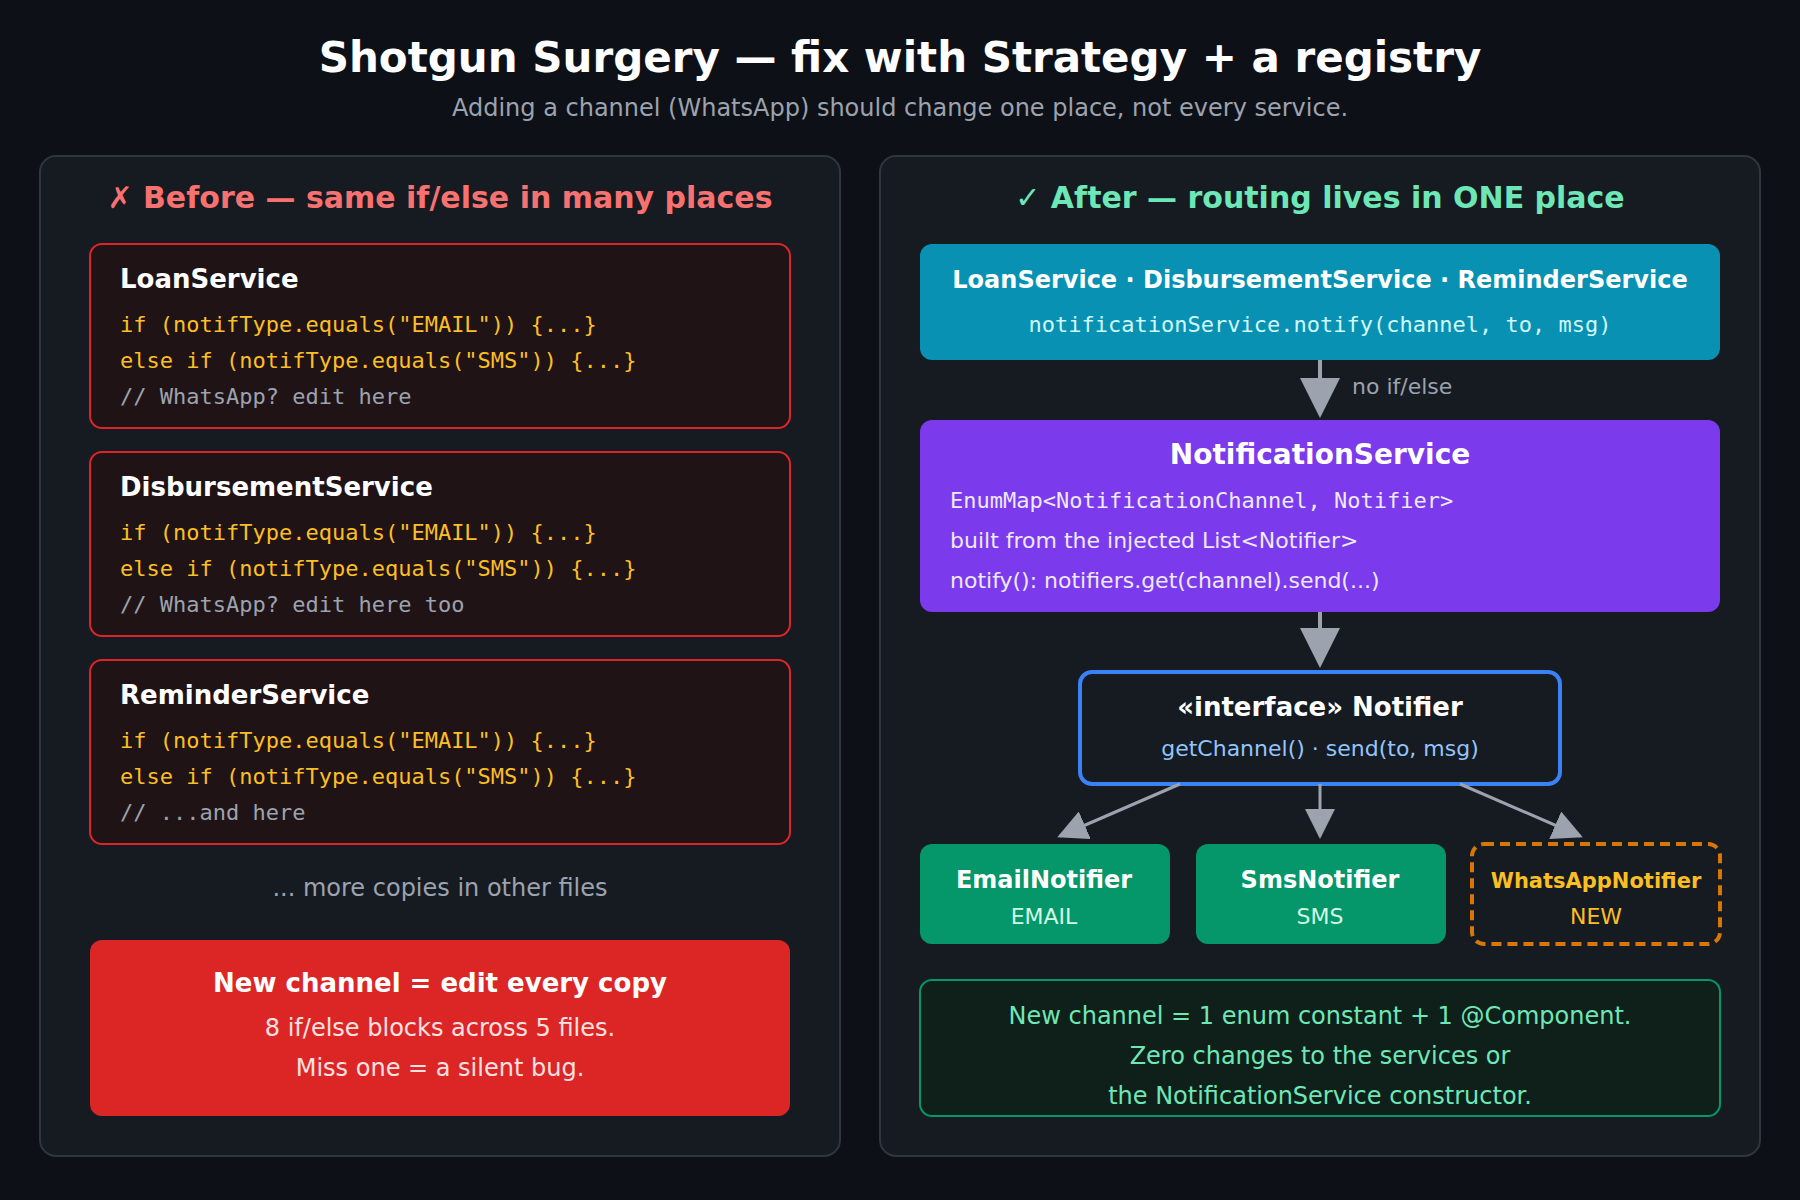 Shotgun Surgery — fix with Strategy + a registry
Adding a channel (WhatsApp) should change one place, not every service.
✗ Before — same if/else in many places
LoanService
if (notifType.equals("EMAIL")) {...}
else if (notifType.equals("SMS")) {...}
// WhatsApp? edit here
DisbursementService
if (notifType.equals("EMAIL")) {...}
else if (notifType.equals("SMS")) {...}
// WhatsApp? edit here too
ReminderService
if (notifType.equals("EMAIL")) {...}
else if (notifType.equals("SMS")) {...}
// ...and here
... more copies in other files
New channel = edit every copy
8 if/else blocks across 5 files.
Miss one = a silent bug.
✓ After — routing lives in ONE place
LoanService · DisbursementService · ReminderService
notificationService.notify(channel, to, msg)
no if/else
NotificationService
EnumMap<NotificationChannel, Notifier>
built from the injected List<Notifier>
notify(): notifiers.get(channel).send(...)
«interface» Notifier
getChannel() · send(to, msg)
EmailNotifier
EMAIL
SmsNotifier
SMS
WhatsAppNotifier
NEW
New channel = 1 enum constant + 1 @Component.
Zero changes to the services or
the NotificationService constructor.